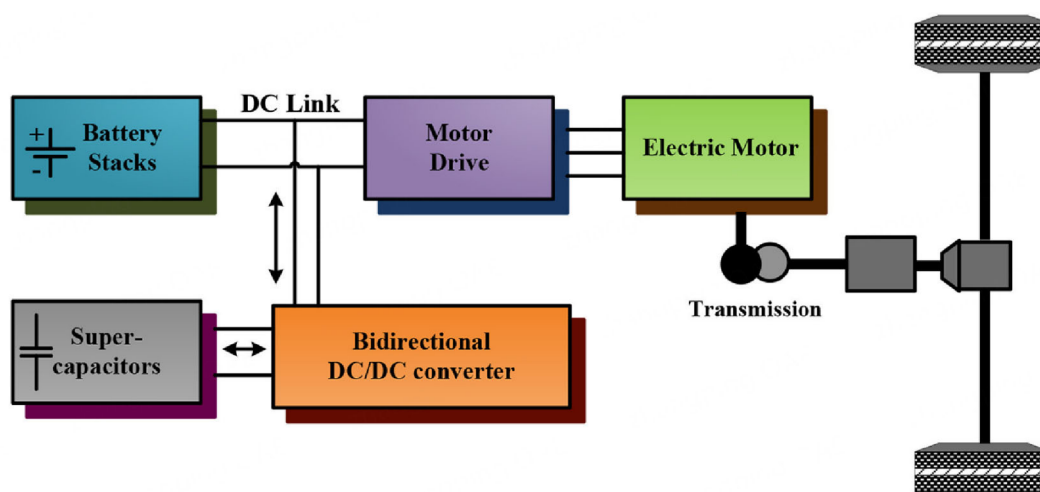 DC Link
+ Battery
- Stacks
Motor
Drive
Electric Motor
Transmission
Super-
capacitors
Bidirectional
DC/DC converter